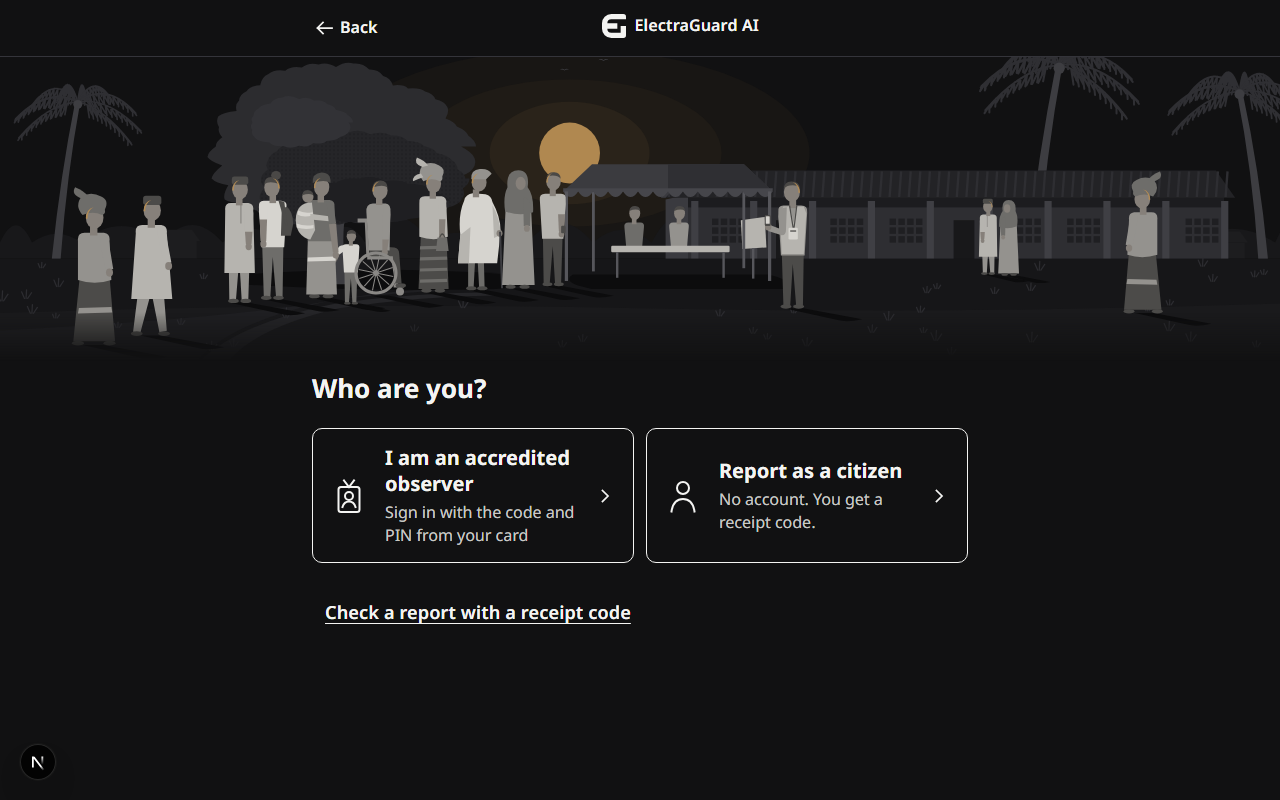 Back
ElectraGuard AI
Who are you?
I am an accredited
observer
Sign in with the code and
PIN from your card
Report as a citizen
No account. You get a
receipt code.
Check a report with a receipt code
N